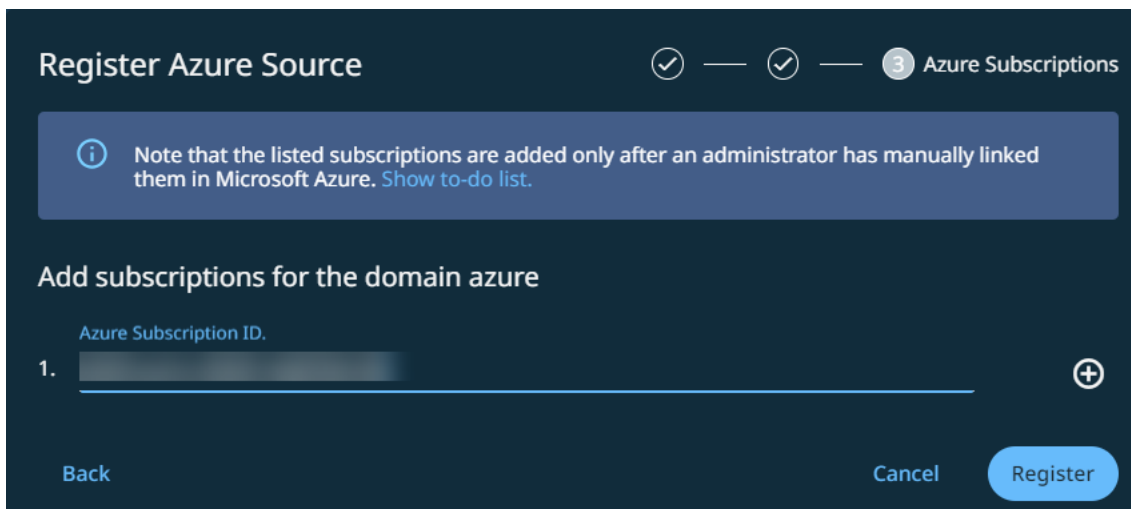 Register Azure Source
3 Azure Subscriptions
Note that the listed subscriptions are added only after an administrator has manually linked
them in Microsoft Azure. Show to-do list.
Add subscriptions for the domain azure
Azure Subscription ID.
1.
Back
Cancel
Register